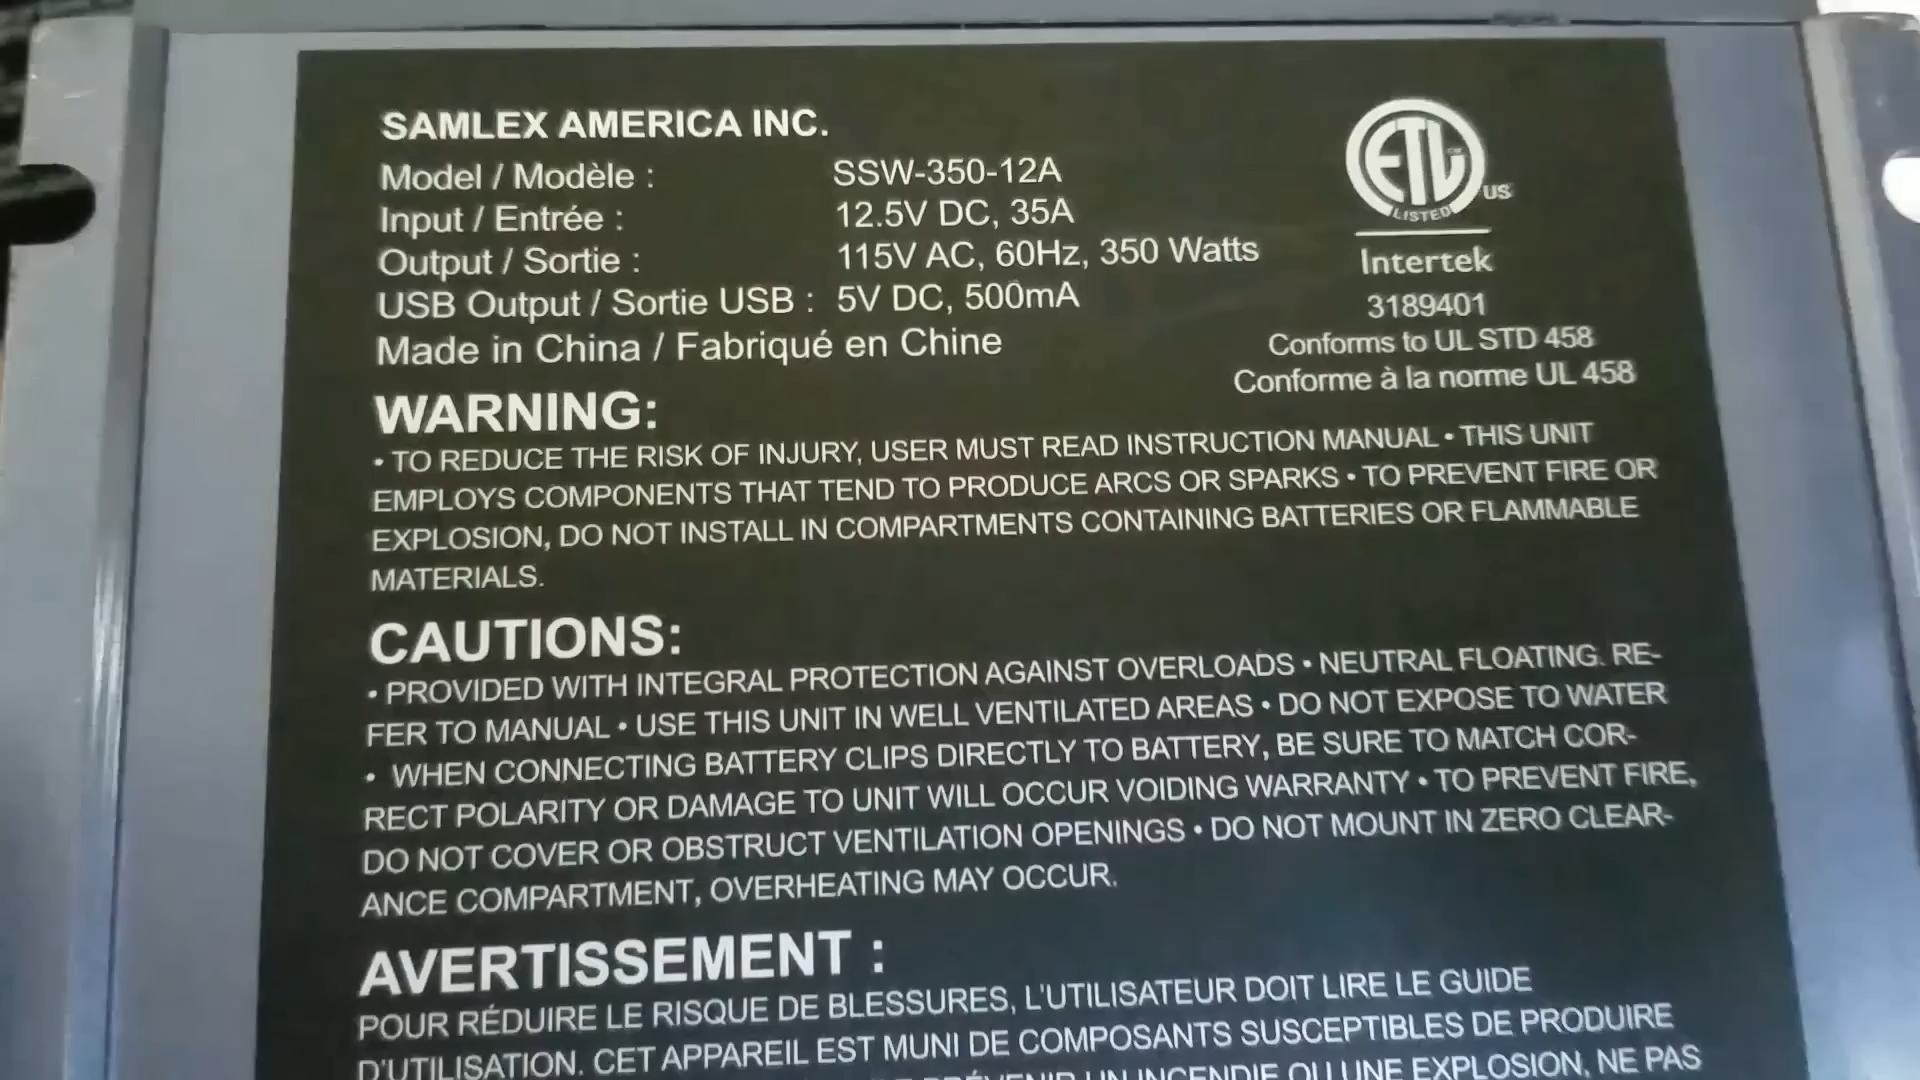 SAMLEX AMERICA INC.
Model / Modèle : SSW-350-12A
Input / Entrée : 12.5V DC, 35A
Output / Sortie : 115V AC, 60Hz, 350 Watts
USB Output / Sortie USB : 5V DC, 500mA
Made in China / Fabriqué en Chine
ETL
LISTED
US
Intertek
3189401
Conforms to UL STD 458
Conforme à la norme UL 458
WARNING:
• TO REDUCE THE RISK OF INJURY, USER MUST READ INSTRUCTION MANUAL • THIS UNIT
EMPLOYS COMPONENTS THAT TEND TO PRODUCE ARCS OR SPARKS • TO PREVENT FIRE OR
EXPLOSION, DO NOT INSTALL IN COMPARTMENTS CONTAINING BATTERIES OR FLAMMABLE
MATERIALS.
CAUTIONS:
• PROVIDED WITH INTEGRAL PROTECTION AGAINST OVERLOADS • NEUTRAL FLOATING. RE-
FER TO MANUAL • USE THIS UNIT IN WELL VENTILATED AREAS • DO NOT EXPOSE TO WATER
• WHEN CONNECTING BATTERY CLIPS DIRECTLY TO BATTERY, BE SURE TO MATCH COR-
RECT POLARITY OR DAMAGE TO UNIT WILL OCCUR VOIDING WARRANTY • TO PREVENT FIRE,
DO NOT COVER OR OBSTRUCT VENTILATION OPENINGS • DO NOT MOUNT IN ZERO CLEAR-
ANCE COMPARTMENT, OVERHEATING MAY OCCUR.
AVERTISSEMENT :
POUR RÉDUIRE LE RISQUE DE BLESSURES, L'UTILISATEUR DOIT LIRE LE GUIDE
D'UTILISATION. CET APPAREIL EST MUNI DE COMPOSANTS SUSCEPTIBLES DE PRODUIRE
PRÉVENIR UN INCENDIE OU UNE EXPLOSION, NE PAS